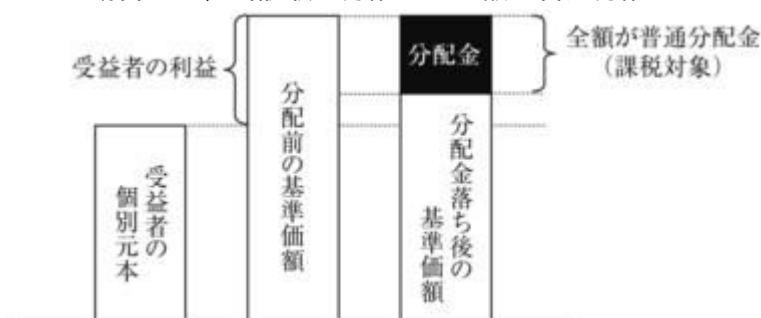 受益者の利益
分配金
全額が普通分配金
(課税対象)
受益者の
個別元本
分配前の基準価額
分配金落ち後の
基準価額